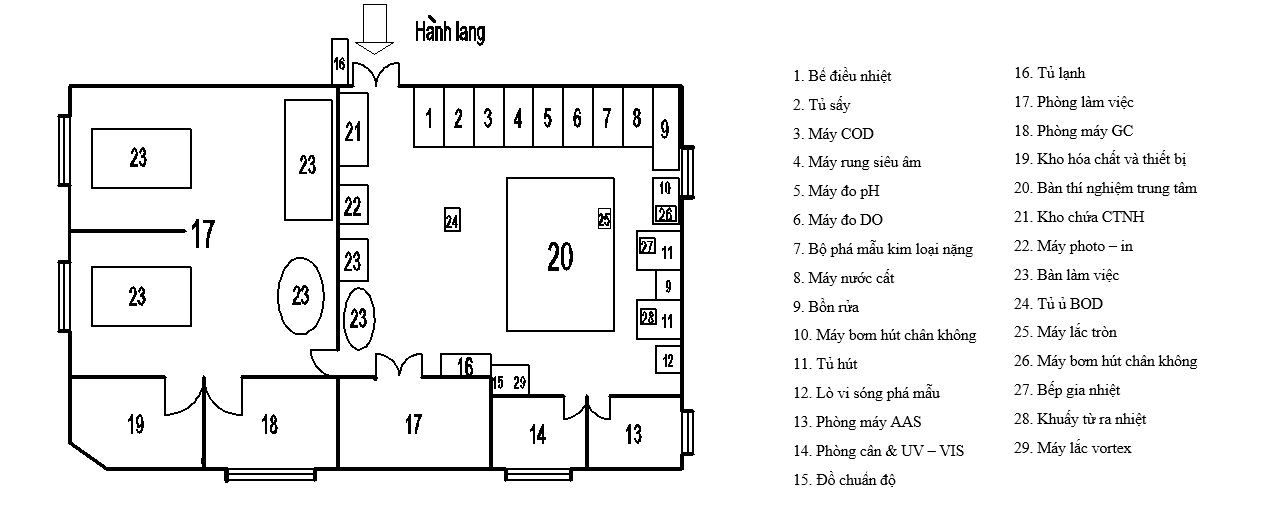 Hành lang
16
21
1 2 3 4 5 6 7 8 9
23
23
22
10
26
24
25
17
23
20
27
11
9
23
23
23
28
11
16
12
15 29
19
18
17
14
13
1. Bể điều nhiệt
2. Tủ sấy
3. Máy COD
4. Máy rung siêu âm
5. Máy đo pH
6. Máy đo DO
7. Bộ phá mẫu kim loại nặng
8. Máy nước cất
9. Bồn rửa
10. Máy bơm hút chân không
11. Tủ hút
12. Lò vi sóng phá mẫu
13. Phòng máy AAS
14. Phòng cân & UV – VIS
15. Đồ chuẩn độ
16. Tủ lạnh
17. Phòng làm việc
18. Phòng máy GC
19. Kho hóa chất và thiết bị
20. Bàn thí nghiệm trung tâm
21. Kho chứa CTNH
22. Máy photo – in
23. Bàn làm việc
24. Tủ ủ BOD
25. Máy lắc tròn
26. Máy bơm hút chân không
27. Bếp gia nhiệt
28. Khuấy từ ra nhiệt
29. Máy lắc vortex